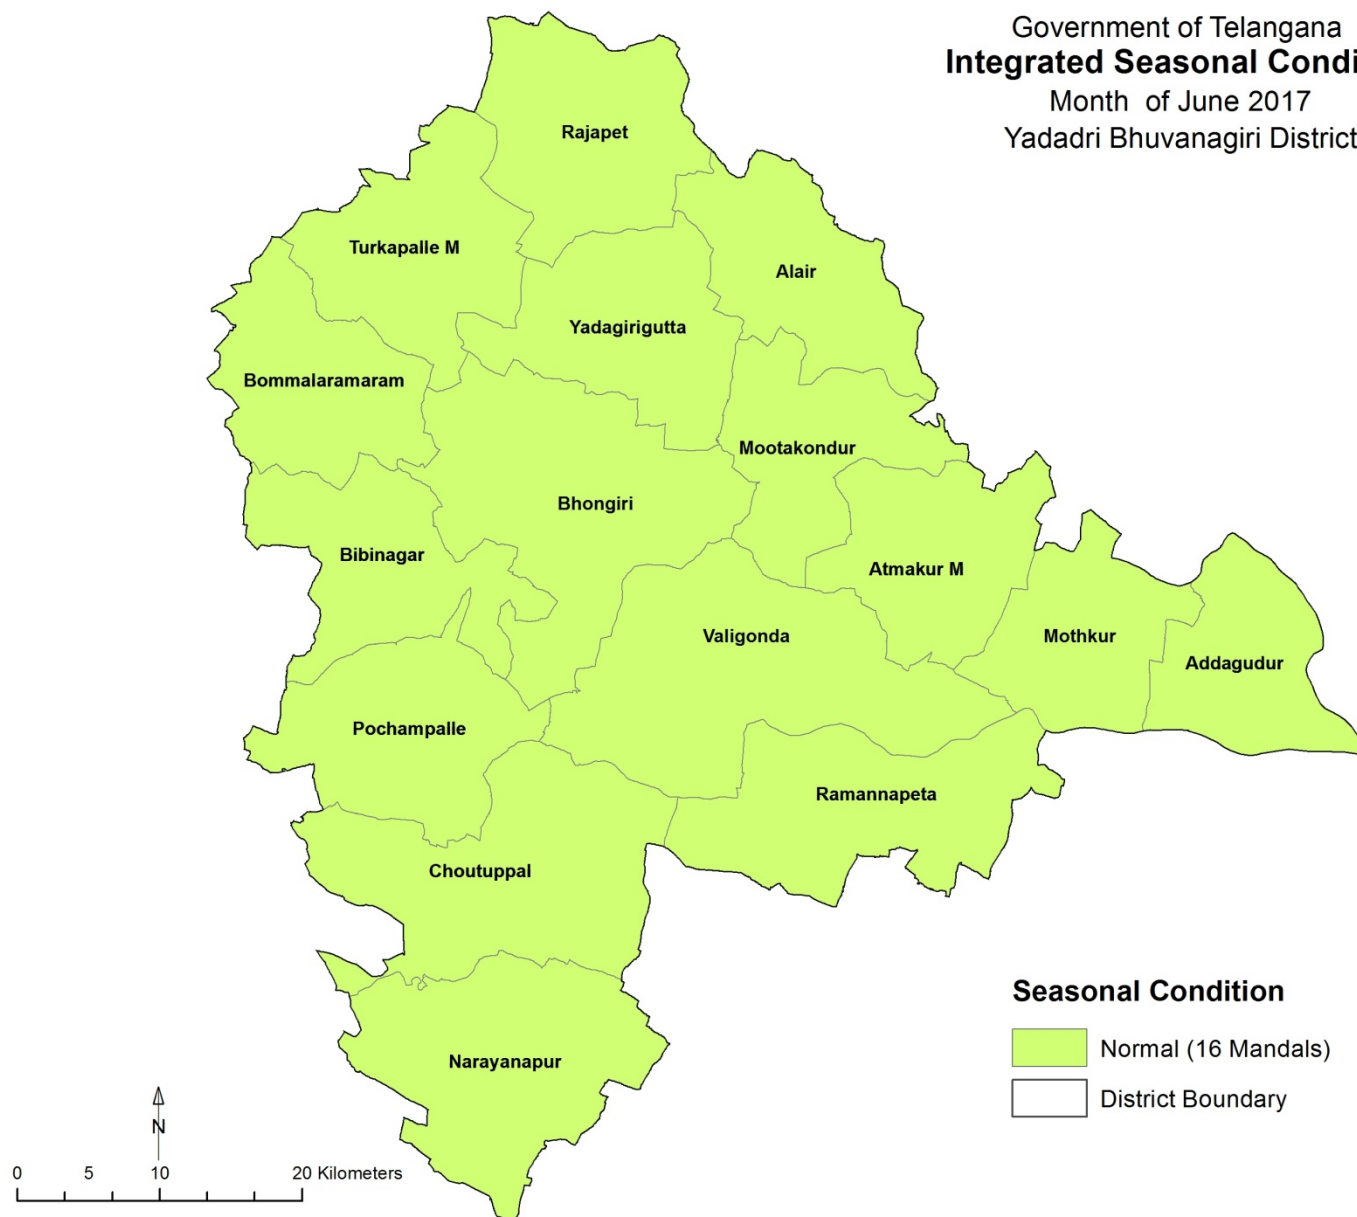 Government of Telangana
Integrated Seasonal Condi
Month of June 2017
Yadadri Bhuvanagiri District
Rajapet
Turkapalle M
Alair
Yadagirigutta
Bommalaramaram
Mootakondur
Bhongiri
Bibinagar
Atmakur M
Valigonda
Mothkur
Addagudur
Pochampalle
Ramannapeta
Choutuppal
Narayanapur
Seasonal Condition
Normal (16 Mandals)
District Boundary
N
0 5 10 20 Kilometers